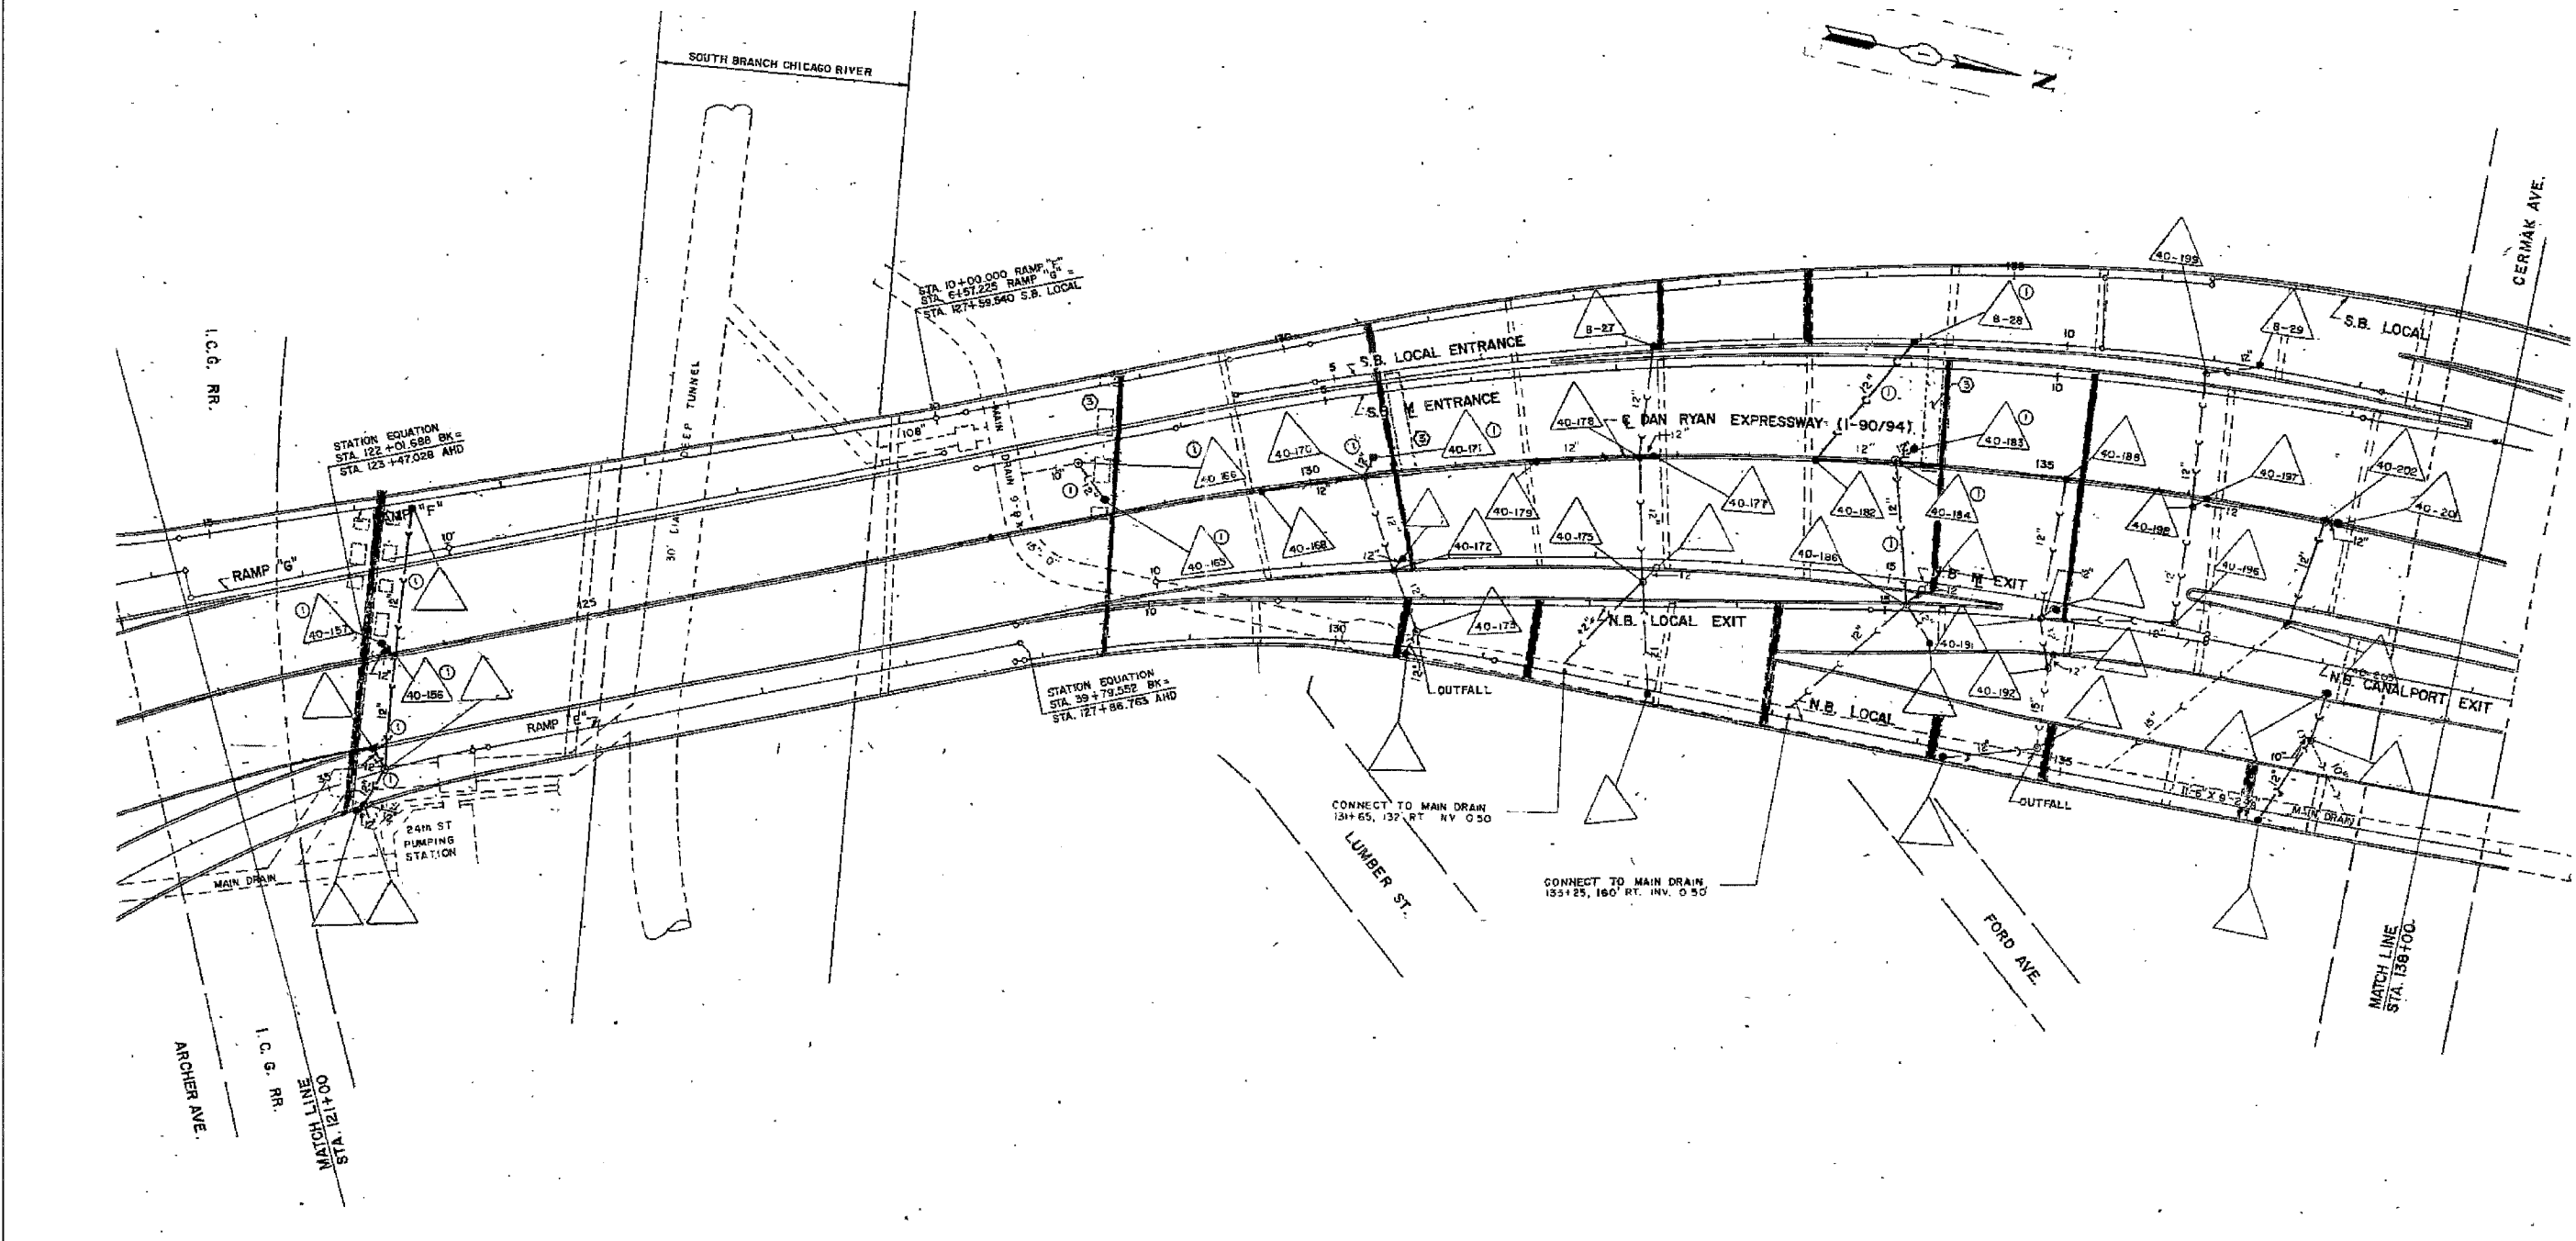 SOUTH BRANCH CHICAGO RIVER
N
CERMAK AVE.
I.C.G. RR.
STA. 10+00.000 RAMP "F"
STA. 6+57.225 RAMP "G" =
STA. 127+59.540 S.B. LOCAL
STATION EQUATION
STA. 122+01.688 BK =
STA. 123+47.028 AHD
DEEP TUNNEL
30' DIA
108"
MAIN
DRAIN
S.B. LOCAL ENTRANCE
ENTRANCE
S.B. LOCAL
℄ DAN RYAN EXPRESSWAY (I-90/94)
8-27
8-28
8-29
40-199
40-170
40-171
40-178
40-183
40-188
40-197
40-202
40-166
40-179
40-175
40-177
40-182
40-184
40-198
40-20
40-157
40-156
40-165
40-168
40-172
40-186
40-196
40-173
40-191
40-192
RAMP "F"
RAMP "G"
RAMP "E"
125
130
135
EXIT
N.B. LOCAL EXIT
N.B. LOCAL
N.B. CANALPORT EXIT
STATION EQUATION
STA. 39+79.552 BK =
STA. 127+86.763 AHD
OUTFALL
OUTFALL
MAIN DRAIN
24TH ST
PUMPING
STATION
MAIN DRAIN
CONNECT TO MAIN DRAIN
131+65, 132' RT. INV 0.50
CONNECT TO MAIN DRAIN
133+25, 160' RT. INV. 0.50
LUMBER ST.
FORD AVE.
MATCH LINE
STA. 138+00
ARCHER AVE.
I.C.G. RR.
MATCH LINE
STA. 121+00